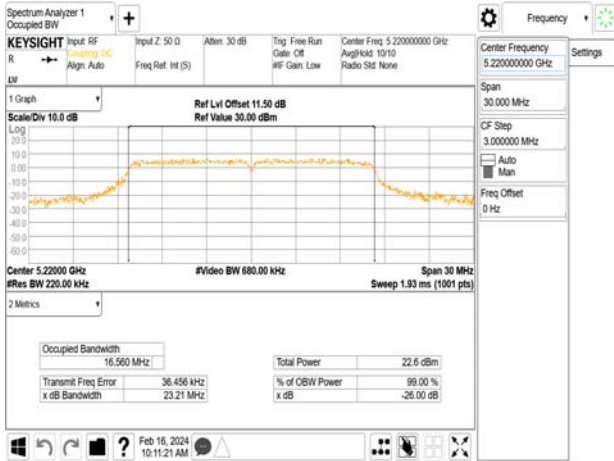 Spectrum Analyzer 1
Occupied BW
KEYSIGHT
R
LXI
Input: RF
Coupling: DC
Align: Auto
Input Z: 50 Ω
Freq Ref: Int (S)
Atten: 30 dB
Trig: Free Run
Gate: Off
#IF Gain: Low
Center Freq: 5.220000000 GHz
Avg|Hold: 10/10
Radio Std: None
1 Graph
Scale/Div 10.0 dB
Ref Lvl Offset 11.50 dB
Ref Value 30.00 dBm
Log
20.0
10.0
0.00
-10.0
-20.0
-30.0
-40.0
-50.0
-60.0
Center 5.22000 GHz
#Res BW 220.00 kHz
#Video BW 680.00 kHz
Span 30 MHz
Sweep 1.93 ms (1001 pts)
2 Metrics
Occupied Bandwidth
16.560 MHz
Transmit Freq Error 36.456 kHz
x dB Bandwidth 23.21 MHz
Total Power 22.6 dBm
% of OBW Power 99.00 %
x dB -26.00 dB
Feb 16, 2024
10:11:21 AM
Frequency
Settings
Center Frequency
5.220000000 GHz
Span
30.000 MHz
CF Step
3.000000 MHz
Auto
Man
Freq Offset
0 Hz